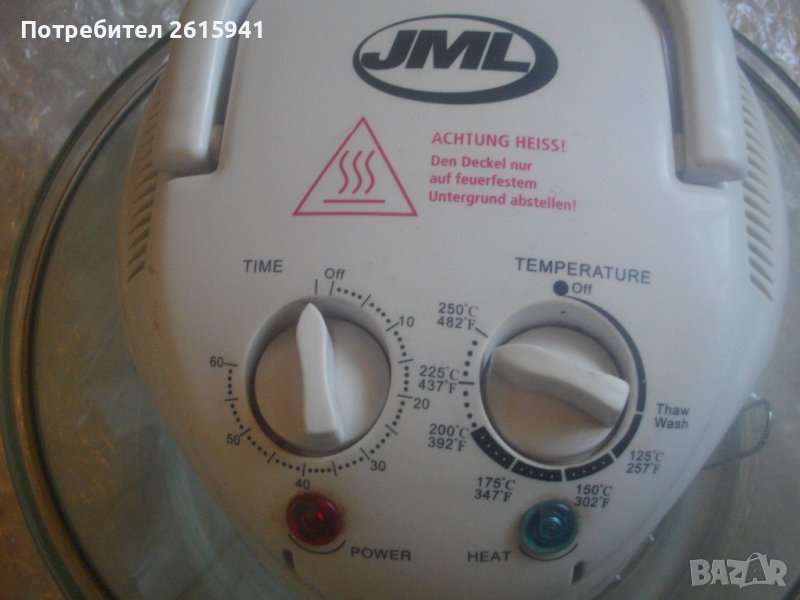 Потребител 2615941
JML
ACHTUNG HEISS!
Den Deckel nur
auf feuerfestem
Untergrund abstellen!
TIME
Off
10
20
30
40
50
60
TEMPERATURE
Off
Thaw
Wash
125°C
257°F
150°C
302°F
175°C
347°F
200°C
392°F
225°C
437°F
250°C
482°F
POWER
HEAT
BAZAR